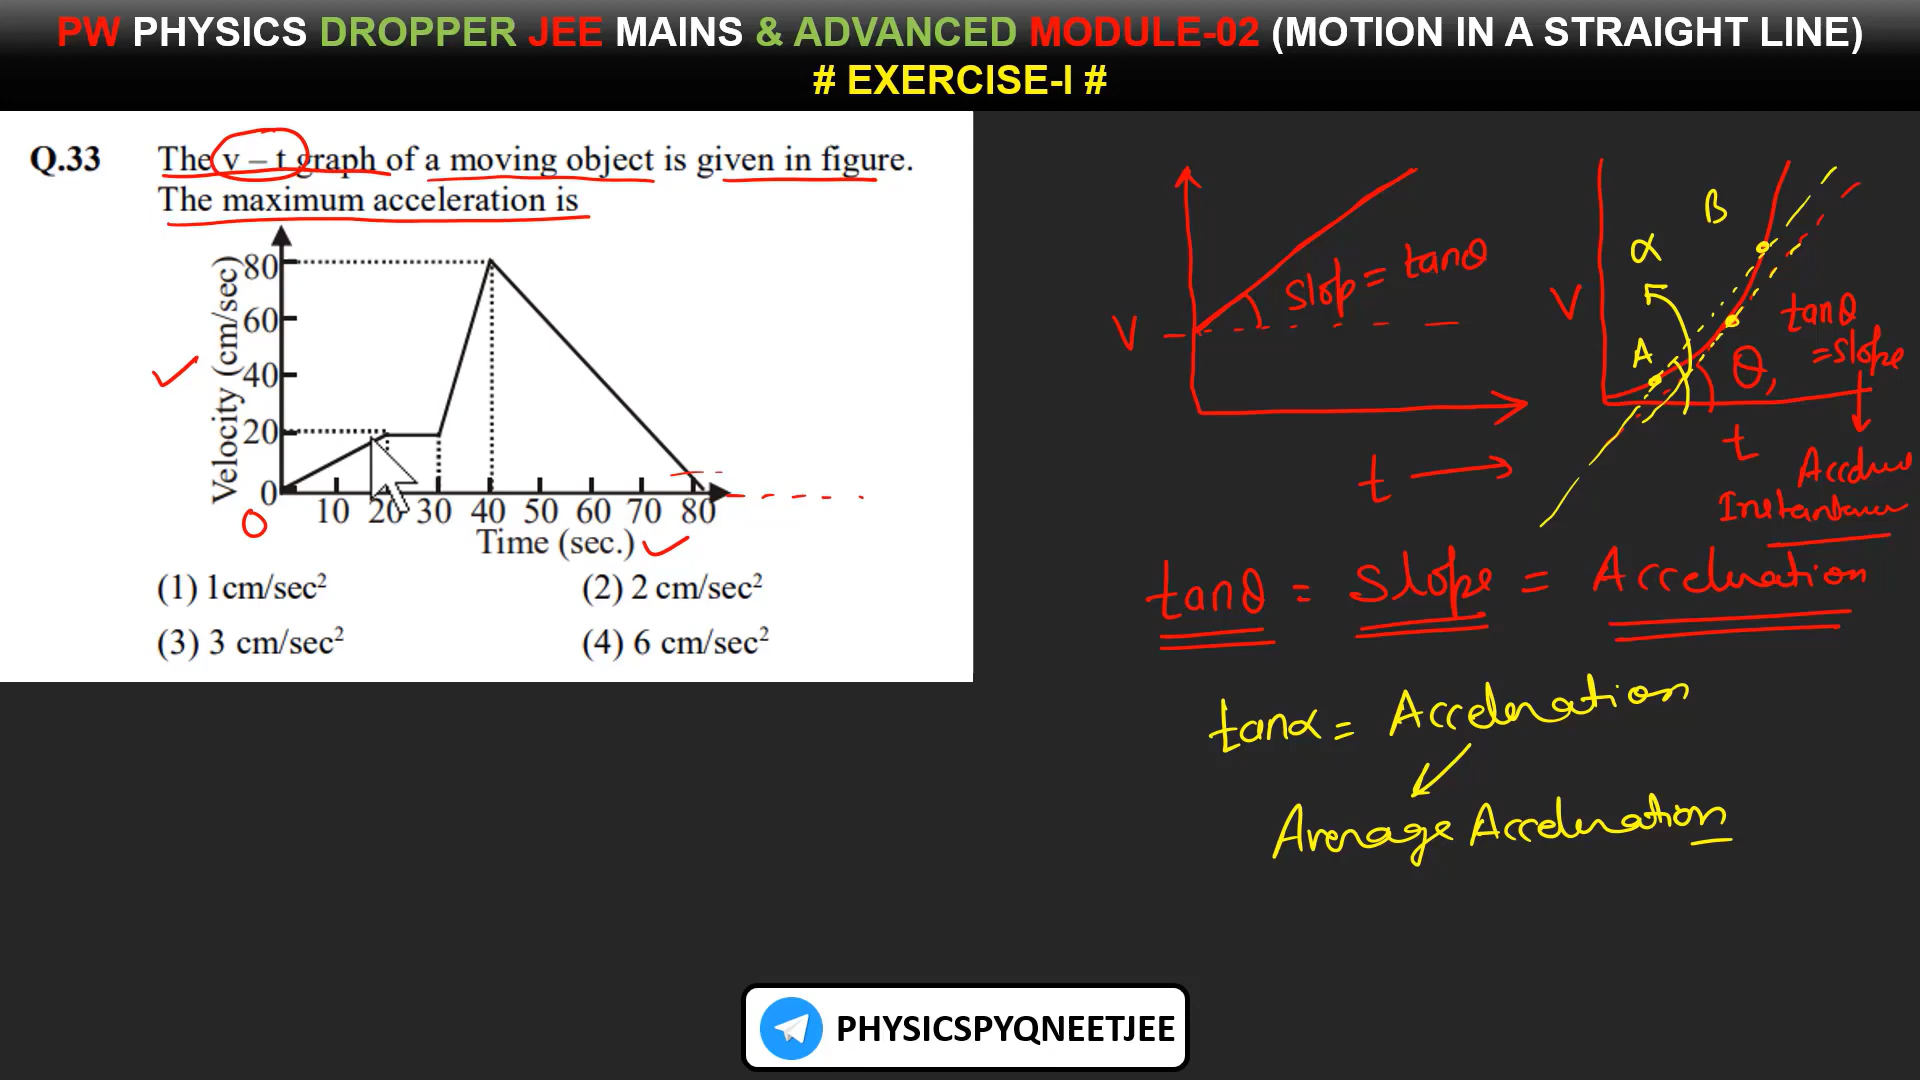 PW PHYSICS DROPPER JEE MAINS & ADVANCED MODULE-02 (MOTION IN A STRAIGHT LINE)
# EXERCISE-I #
Q.33 The v – t graph of a moving object is given in figure.
The maximum acceleration is
Velocity (cm/sec)
80
60
40
20
0
10 20 30 40 50 60 70 80
Time (sec.)
0
(1) 1cm/sec²
(2) 2 cm/sec²
(3) 3 cm/sec²
(4) 6 cm/sec²
V
slop = tanθ
t
V
A
B
α
θ
tanθ
=slope
t
tanθ = Slope = Acceleration
tanα = Acceleration
Average Acceleration
PHYSICSPYQNEETJEE